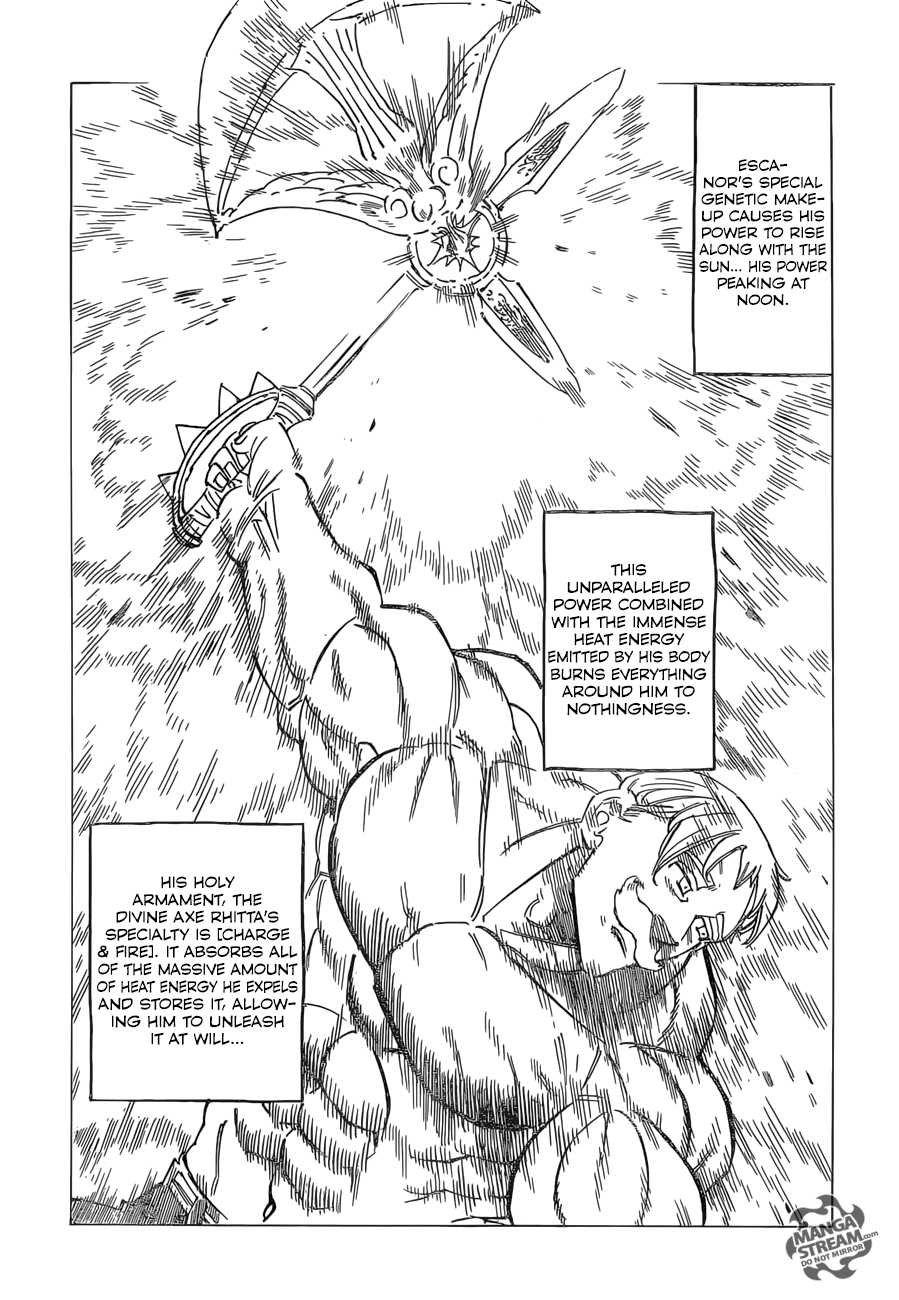 ESCA-
NOR'S SPECIAL
GENETIC MAKE-
UP CAUSES HIS
POWER TO RISE
ALONG WITH THE
SUN... HIS POWER
PEAKING AT
NOON.
THIS
UNPARALLELED
POWER COMBINED
WITH THE IMMENSE
HEAT ENERGY
EMITTED BY HIS BODY
BURNS EVERYTHING
AROUND HIM TO
NOTHINGNESS.
HIS HOLY
ARMAMENT, THE
DIVINE AXE RHITTA'S
SPECIALTY IS [CHARGE
& FIRE]. IT ABSORBS ALL
OF THE MASSIVE AMOUNT
OF HEAT ENERGY HE EXPELS
AND STORES IT, ALLOW-
ING HIM TO UNLEASH
IT AT WILL...
MANGA
STREAM.com
DO NOT MIRROR